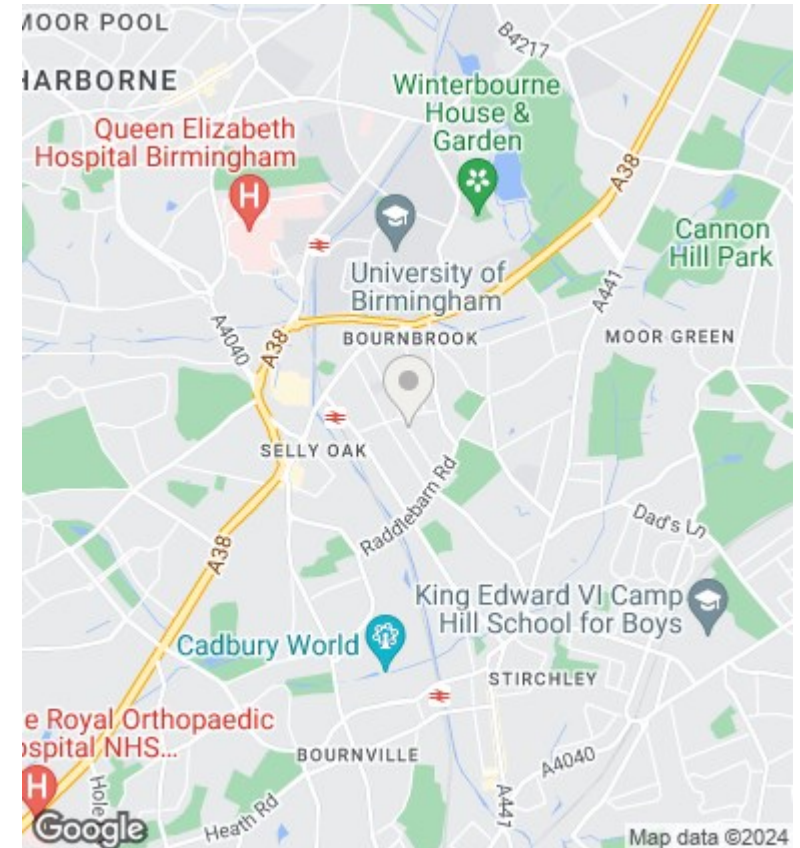 MOOR POOL
HARBORNE
B4217
Winterbourne
House &
Garden
Queen Elizabeth
Hospital Birmingham
H
A38
Cannon
Hill Park
University of
Birmingham
A441
A4040
A38
BOURNBROOK
MOOR GREEN
SELLY OAK
Raddlebarn Rd
Dad's Ln
A38
King Edward VI Camp
Hill School for Boys
Cadbury World
STIRCHLEY
e Royal Orthopaedic
ospital NHS...
H
BOURNVILLE
A4040
A441
Hole
Heath Rd
Google
Map data ©2024